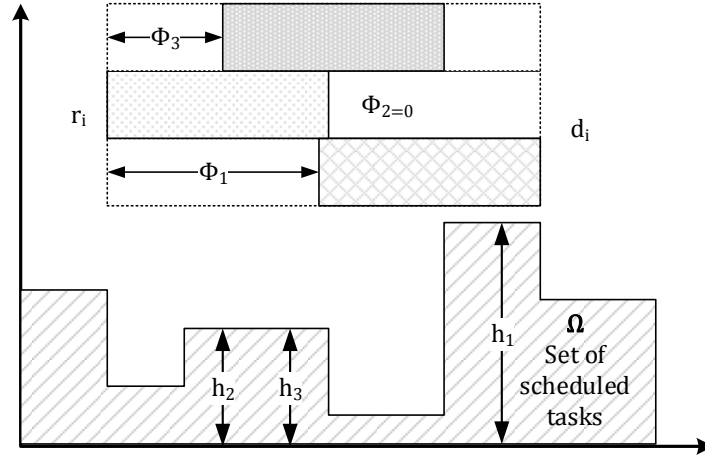 Φ₃
rᵢ
Φ₂₌₀
dᵢ
Φ₁
h₁
Ω
Set of
scheduled
tasks
h₂
h₃